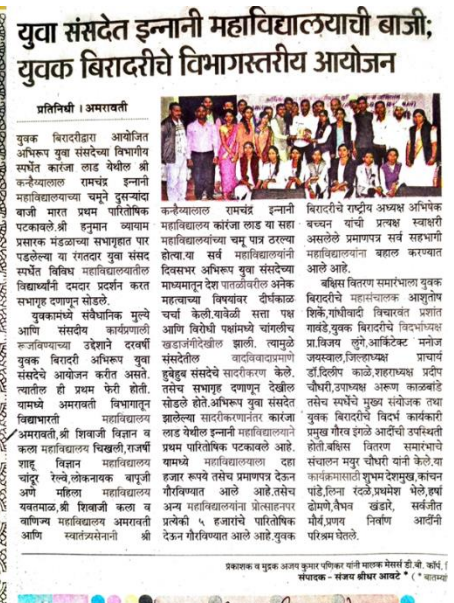 युवा संसदेत इन्नानी महाविद्यालयाची बाजी;
युवक बिरादरीचे विभागस्तरीय आयोजन
प्रतिनिधी । अमरावती
युवक बिरादरीद्वारा आयोजित
अभिरूप युवा संसदेच्या विभागीय
स्पर्धेत कारंजा लाड येथील श्री
कन्हैय्यालाल रामचंद्र इन्नानी
महाविद्यालयाच्या चमूने दुसऱ्यांदा
बाजी मारत प्रथम पारितोषिक
पटकावले.श्री हनुमान व्यायाम
प्रसारक मंडळाच्या सभागृहात पार
पडलेल्या या रंगतदार युवा संसद
स्पर्धेत विविध महाविद्यालयातील
विद्यार्थ्यांनी दमदार प्रदर्शन करत
सभागृह दणाणून सोडले.
युवकामध्ये संवैधानिक मुल्ये
आणि संसदीय कार्यप्रणाली
रूजविण्याच्या उद्देशाने दरवर्षी
युवक बिरादरी अभिरूप युवा
संसदेचे आयोजन करीत असते.
त्यातील ही प्रथम फेरी होती.
यामध्ये अमरावती विभागातून
विद्याभारती महाविद्यालय
अमरावती,श्री शिवाजी विज्ञान व
कला महाविद्यालय चिखली,राजर्षी
शाहू विज्ञान महाविद्यालय
चांदूर रेल्वे,लोकनायक बापूजी
अणे महिला महाविद्यालय
यवतमाळ,श्री शिवाजी कला व
वाणिज्य महाविद्यालय अमरावती
आणि स्वातंत्र्यसेनानी श्री
कन्हैय्यालाल रामचंद्र इन्नानी
महाविद्यालय कारंजा लाड या सहा
महाविद्यालयांच्या चमू पात्र ठरल्या
होत्या.या सर्व महाविद्यालयांनी
दिवसभर अभिरूप युवा संसदेच्या
माध्यमातून देश पातळीवरील अनेक
महत्वाच्या विषयांवर दीर्घकाळ
चर्चा केली.यावेळी सत्ता पक्ष
आणि विरोधी पक्षांमध्ये चांगलीच
खडाजंगीदेखील झाली. त्यामुळे
संसदेतील वादविवादाप्रमाणे
हुबेहुब संसदेचे सादरीकरण केले.
तसेच सभागृह दणाणून देखील
सोडले होते.अभिरूप युवा संसदेत
झालेल्या सादरीकरणानंतर कारंजा
लाड येथील इन्नानी महाविद्यालयाने
प्रथम पारितोषिक पटकावले आहे.
यामध्ये महाविद्यालयाला दहा
हजार रूपये तसेच प्रमाणपत्र देऊन
गौरविण्यात आले आहे.तसेच
अन्य महाविद्यालयांना प्रोत्साहनपर
प्रत्येकी ५ हजारांचे पारितोषिक
देऊन गौरविण्यात आले आहे.युवक
बिरादरीचे राष्ट्रीय अध्यक्ष अभिषेक
बच्चन यांची प्रत्यक्ष स्वाक्षरी
असलेले प्रमाणपत्र सर्व सहभागी
महाविद्यालयांना बहाल करण्यात
आले आहे.
बक्षिस वितरण समारंभाला युवक
बिरादरीचे महासंचालक आशुतोष
शिर्के,गांधीवादी विचारवंत प्रशांत
गावंडे,युवक बिरादरीचे विदर्भाध्यक्ष
प्रा.विजय लुंगे,आर्किटेक्ट मनोज
जयस्वाल,जिल्हाध्यक्ष प्राचार्य
डॉ.दिलीप काळे,शहराध्यक्ष प्रदीप
चौधरी,उपाध्यक्ष अरूण काळबांडे
तसेच स्पर्धेचे मुख्य संयोजक तथा
युवक बिरादरीचे विदर्भ कार्यकारी
प्रमुख गौरव इंगळे आदिंची उपस्थिती
होती.बक्षिस वितरण समारंभाचे
संचालन मयुर चौधरी यांनी केले.या
कार्यक्रमासाठी शुभम देशमुख,कांचन
पांडे,लिना रंदळे,प्रथमेश भेले,हर्षा
ढोमणे,वैभव खंडारे, सर्वजीत
मौर्य,प्रणय निर्वाण आदींनी
परिश्रम घेतले.
प्रकाशक व मुद्रक अजय कुमार पणिकर यांनी मालक मेसर्स डी.बी. कॉर्प.
संपादक - संजय श्रीधर आवटे * ( * बातम्यां